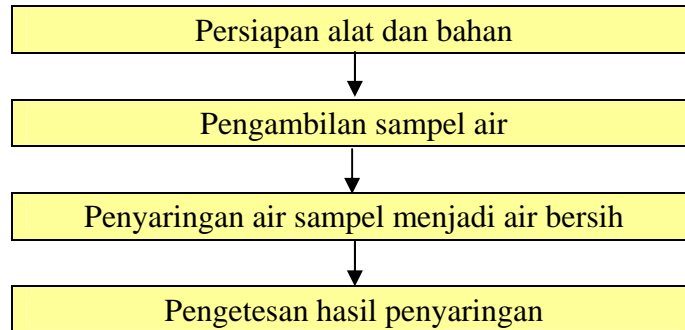 Persiapan alat dan bahan
Pengambilan sampel air
Penyaringan air sampel menjadi air bersih
Pengetesan hasil penyaringan